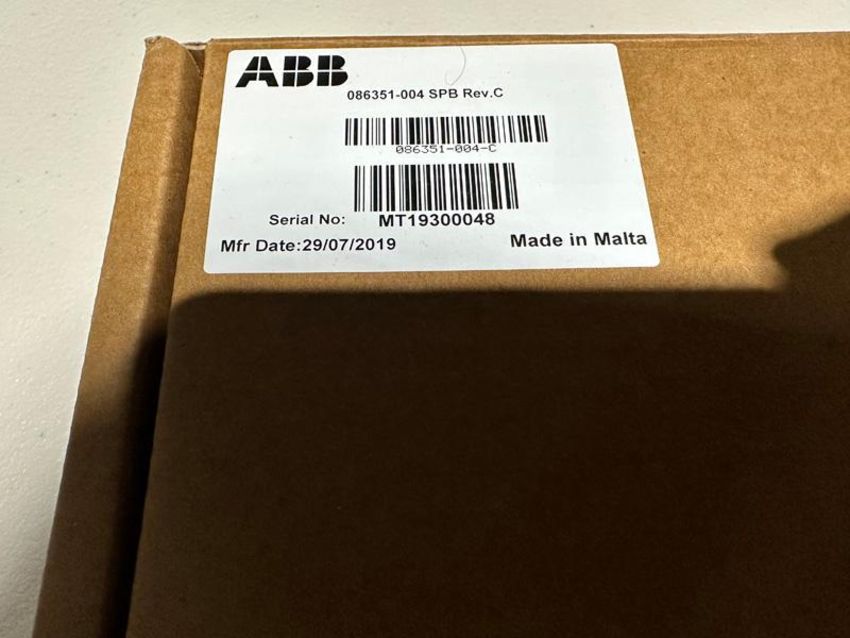 ABB
086351-004 SPB Rev.C
086351-004-C
Serial No: MT19300048
Mfr Date:29/07/2019 Made in Malta